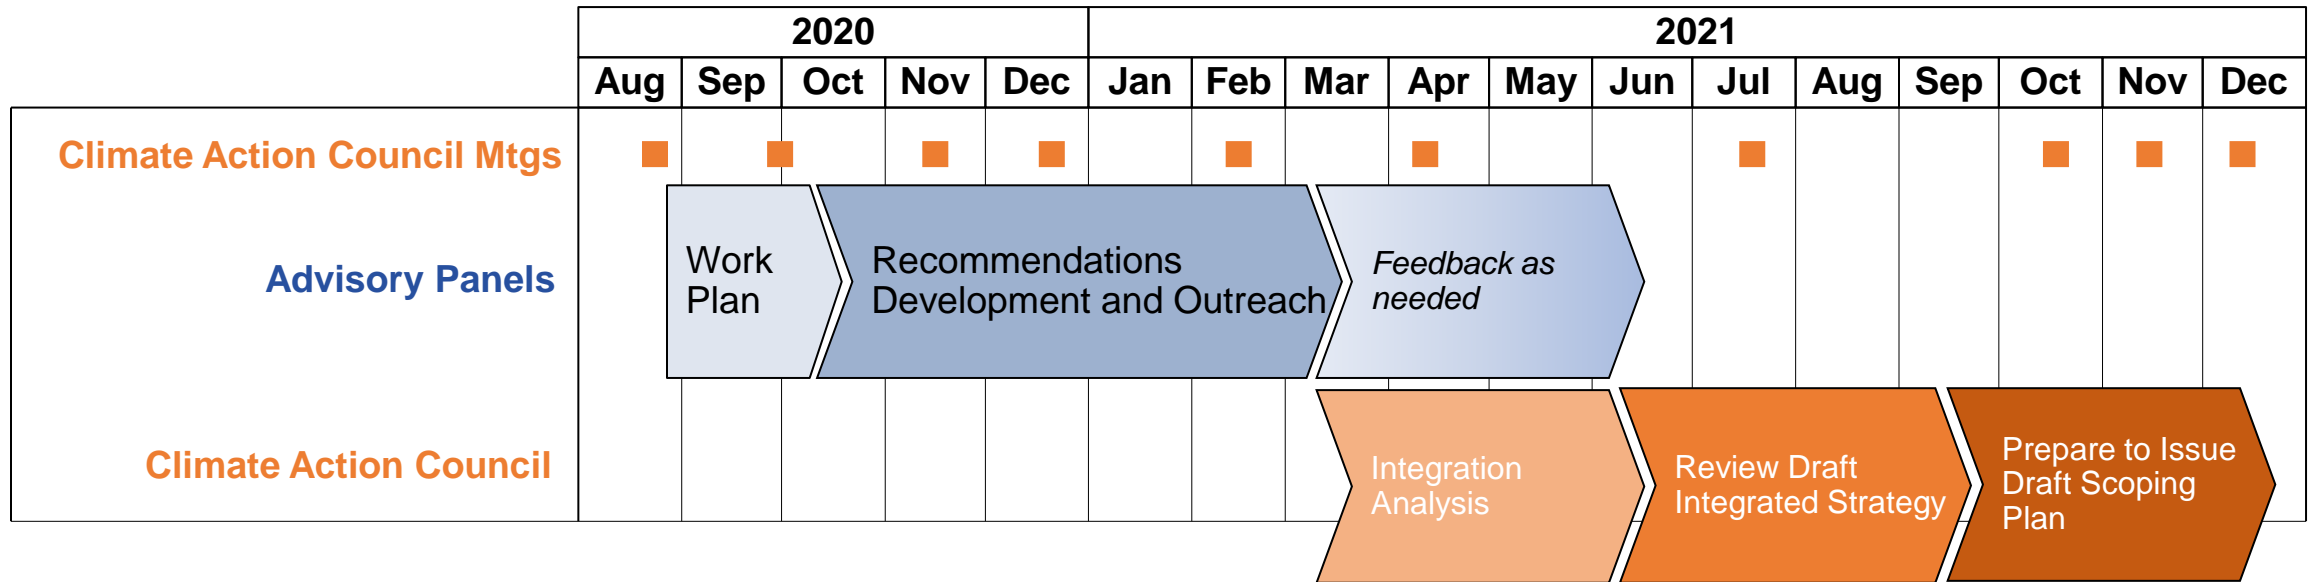 2020 2021
Aug Sep Oct Nov Dec Jan Feb Mar Apr May Jun Jul Aug Sep Oct Nov Dec
Climate Action Council Mtgs
Advisory Panels
Work
Plan
Recommendations
Development and Outreach
Feedback as
needed
Climate Action Council
Integration
Analysis
Review Draft
Integrated Strategy
Prepare to Issue
Draft Scoping
Plan